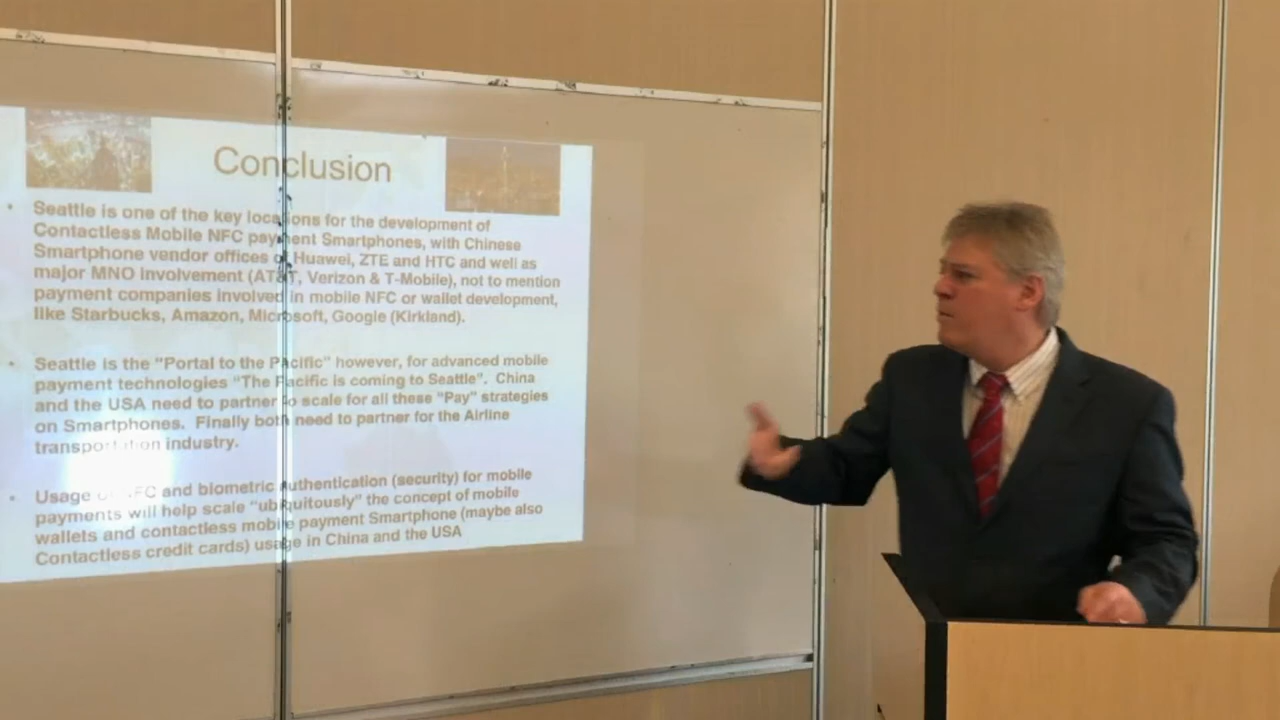 Conclusion
• Seattle is one of the key locations for the development of
Contactless Mobile NFC payment Smartphones, with Chinese
Smartphone vendor offices of Huawei, ZTE and HTC and well as
major MNO Involvement (AT&T, Verizon & T-Mobile), not to mention
payment companies involved in mobile NFC or wallet development,
like Starbucks, Amazon, Microsoft, Google (Kirkland).
• Seattle is the "Portal to the Pacific" however, for advanced mobile
payment technologies "The Pacific is coming to Seattle". China
and the USA need to partner to scale for all these "Pay" strategies
on Smartphones. Finally both need to partner for the Airline
transportation industry.
• Usage of NFC and biometric authentication (security) for mobile
payments will help scale "ubiquitously" the concept of mobile
wallets and contactless mobile payment Smartphone (maybe also
Contactless credit cards) usage in China and the USA